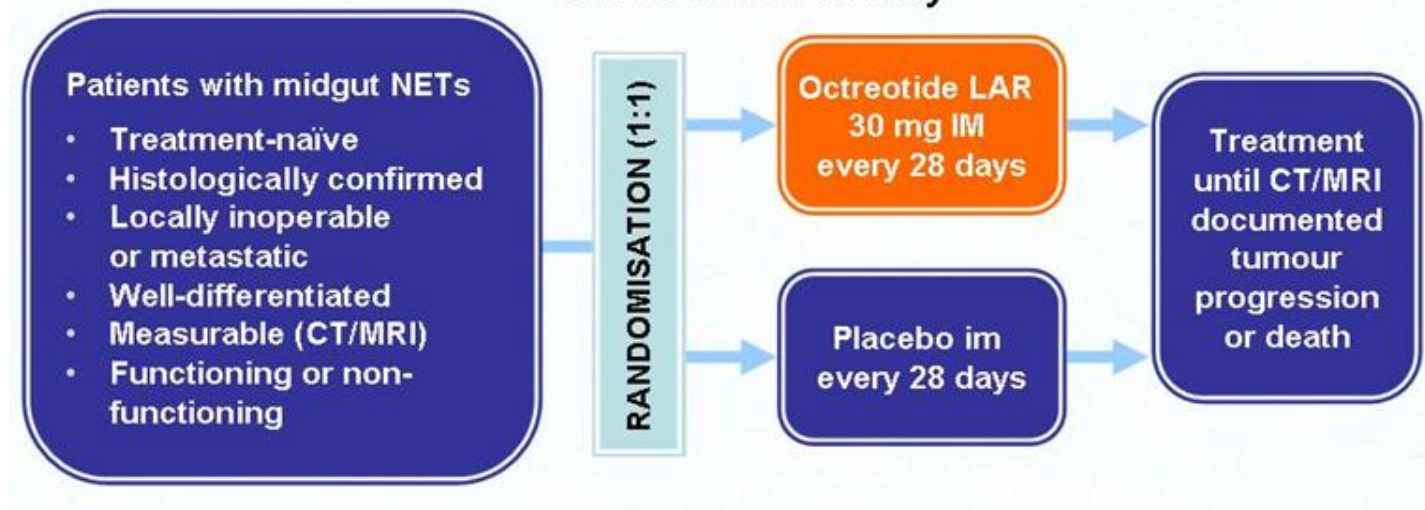 Patients with midgut NETs
• Treatment-naïve
• Histologically confirmed
• Locally inoperable
or metastatic
• Well-differentiated
• Measurable (CT/MRI)
• Functioning or non-
functioning
RANDOMISATION (1:1)
Octreotide LAR
30 mg IM
every 28 days
Placebo im
every 28 days
Treatment
until CT/MRI
documented
tumour
progression
or death